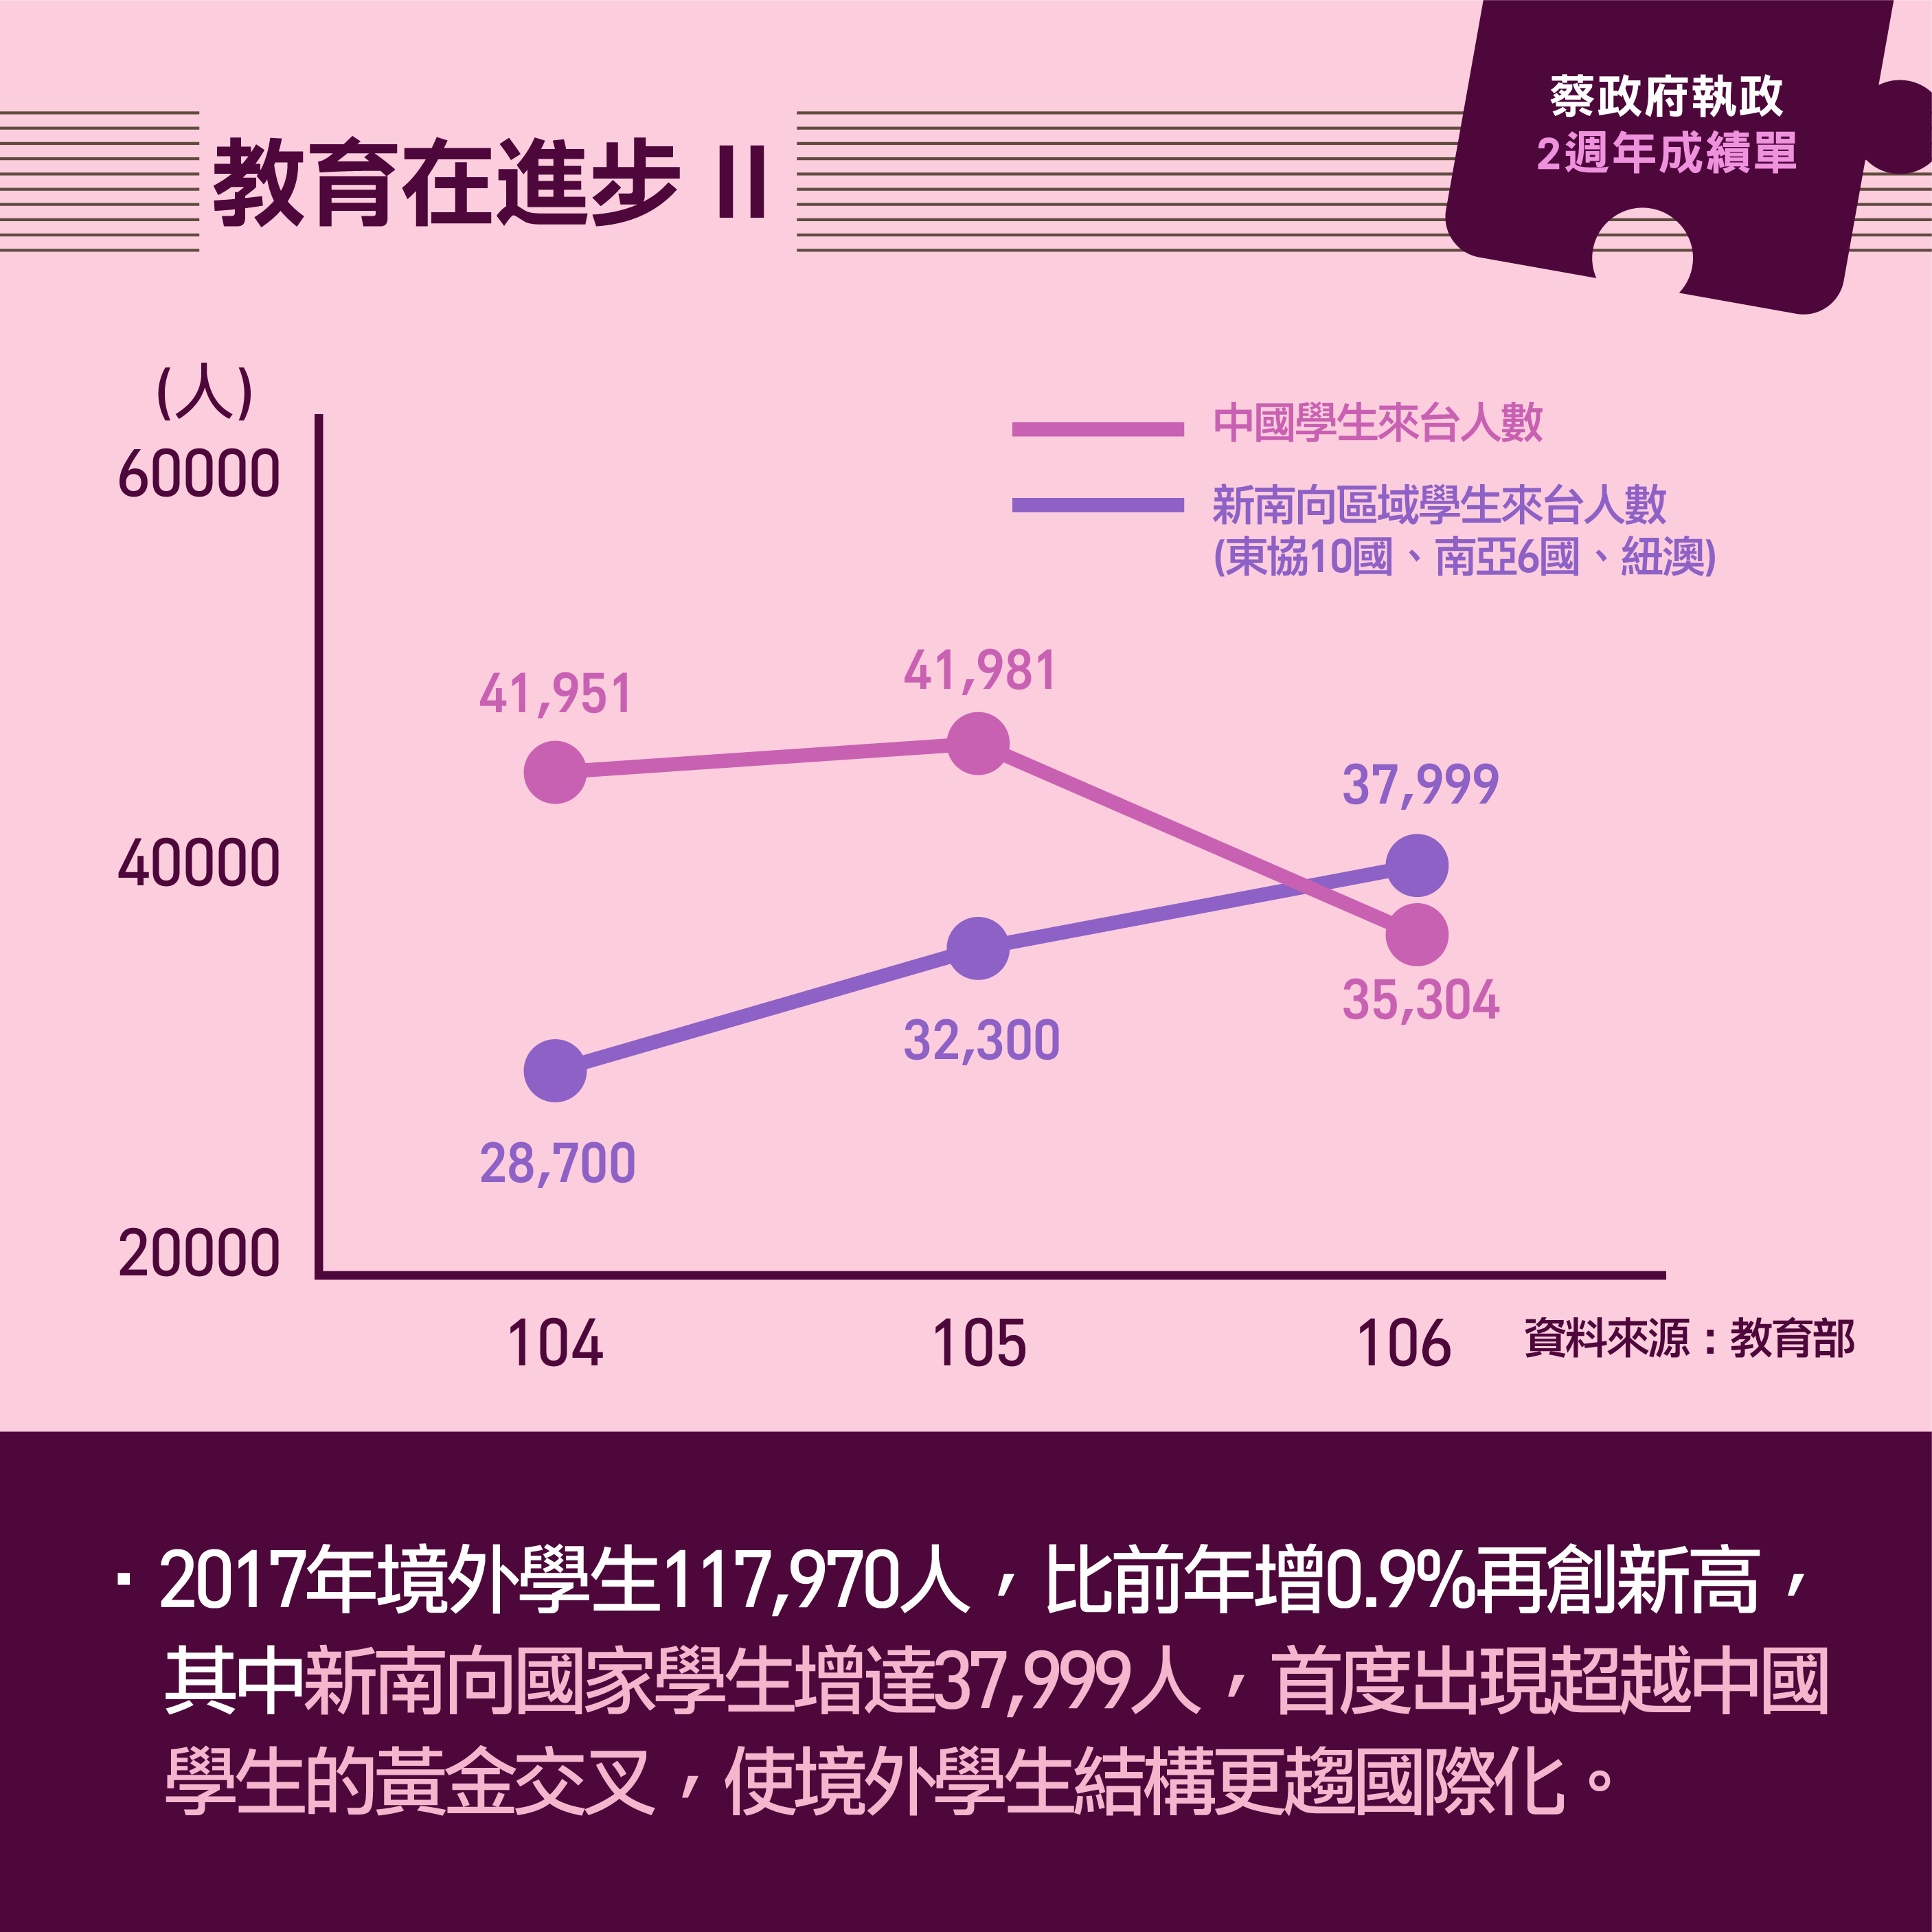 蔡政府執政
2週年成績單
教育在進步 II
(人)
60000
40000
20000
中國學生來台人數
新南向區域學生來台人數
(東協10國、南亞6國、紐澳)
41,951
41,981
37,999
35,304
32,300
28,700
104
105
106
資料來源：教育部
· 2017年境外學生117,970人，比前年增0.9%再創新高，
其中新南向國家學生增達37,999人，首度出現超越中國
學生的黃金交叉，使境外學生結構更趨國際化。